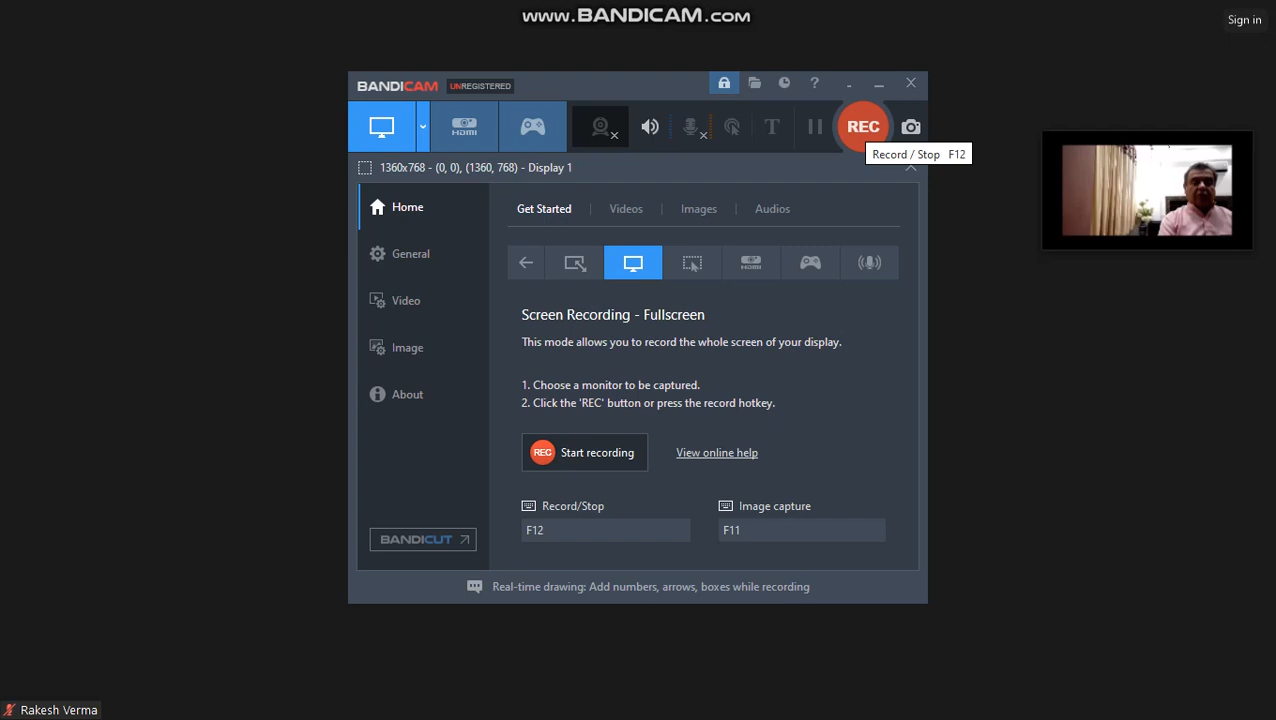 www.BANDICAM.com
Sign in
BANDICAM UNREGISTERED
?
HDMI
T
REC
Record / Stop F12
1360x768 - (0, 0), (1360, 768) - Display 1
Home
General
Video
Image
About
BANDICUT
Get Started
Videos
Images
Audios
HDMI
Screen Recording - Fullscreen
This mode allows you to record the whole screen of your display.
1. Choose a monitor to be captured.
2. Click the 'REC' button or press the record hotkey.
REC Start recording
View online help
Record/Stop
F12
Image capture
F11
Real-time drawing: Add numbers, arrows, boxes while recording
Rakesh Verma